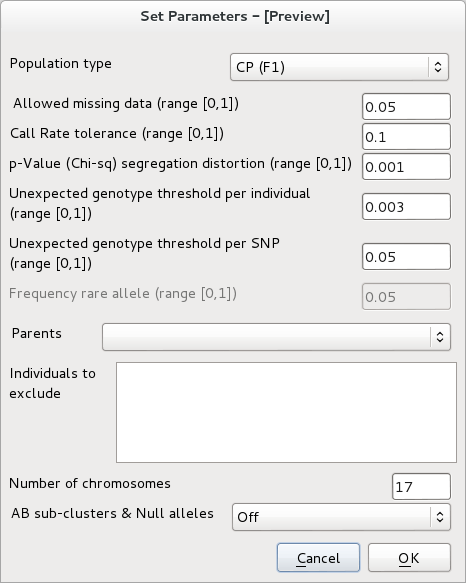 Set Parameters – [Preview]
Population type CP (F1)
Allowed missing data (range [0,1]) 0.05
Call Rate tolerance (range [0,1]) 0.1
p-Value (Chi-sq) segregation distortion (range [0,1]) 0.001
Unexpected genotype threshold per individual
(range [0,1]) 0.003
Unexpected genotype threshold per SNP
(range [0,1]) 0.05
Frequency rare allele (range [0,1]) 0.05
Parents
Individuals to
exclude
Number of chromosomes 17
AB sub-clusters & Null alleles Off
Cancel OK